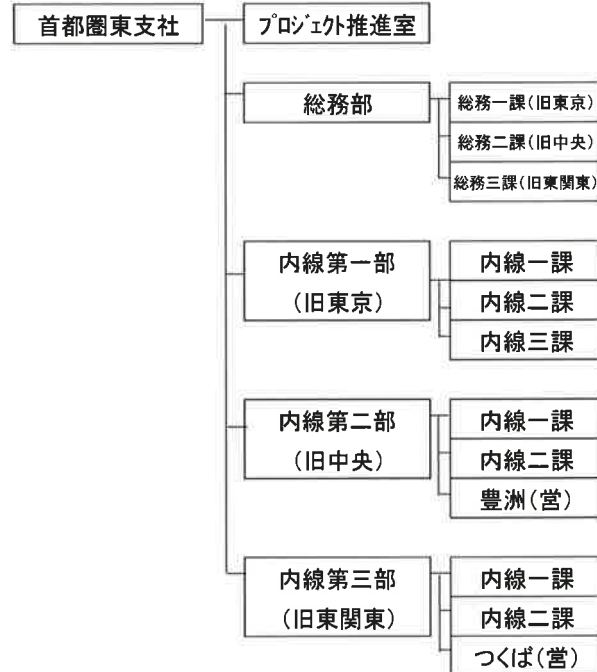 首都圏東支社
プロジェクト推進室
総務部
総務一課(旧東京)
総務二課(旧中央)
総務三課(旧東関東)
内線第一部
(旧東京)
内線一課
内線二課
内線三課
内線第二部
(旧中央)
内線一課
内線二課
豊洲(営)
内線第三部
(旧東関東)
内線一課
内線二課
つくば(営)